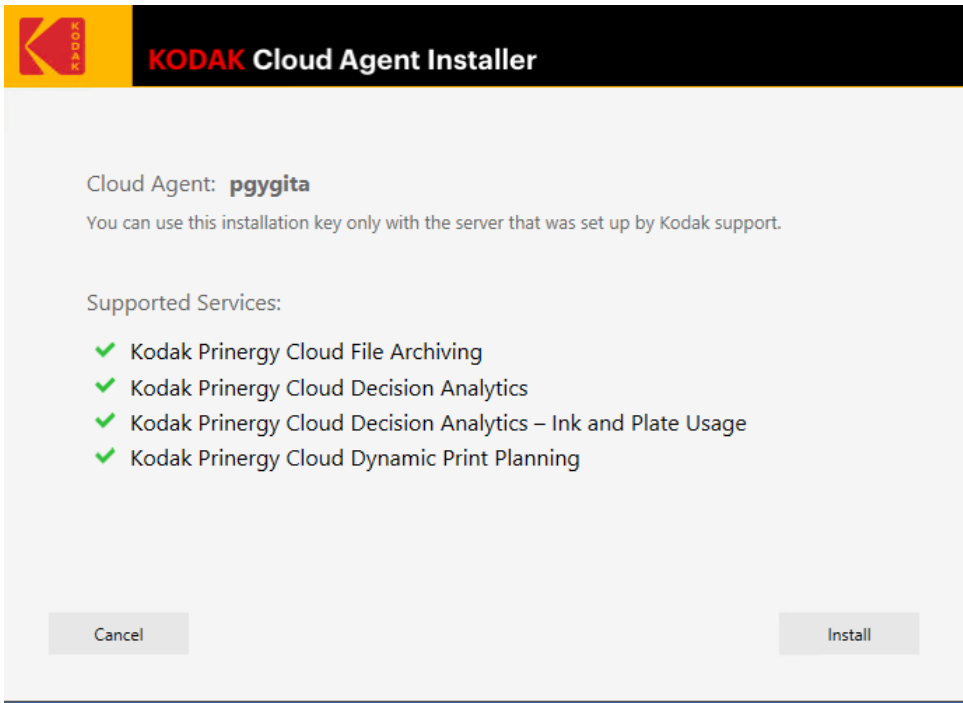 KODAK
KODAK Cloud Agent Installer
Cloud Agent: pgygita
You can use this installation key only with the server that was set up by Kodak support.
Supported Services:
Kodak Prinergy Cloud File Archiving
Kodak Prinergy Cloud Decision Analytics
Kodak Prinergy Cloud Decision Analytics – Ink and Plate Usage
Kodak Prinergy Cloud Dynamic Print Planning
Cancel
Install